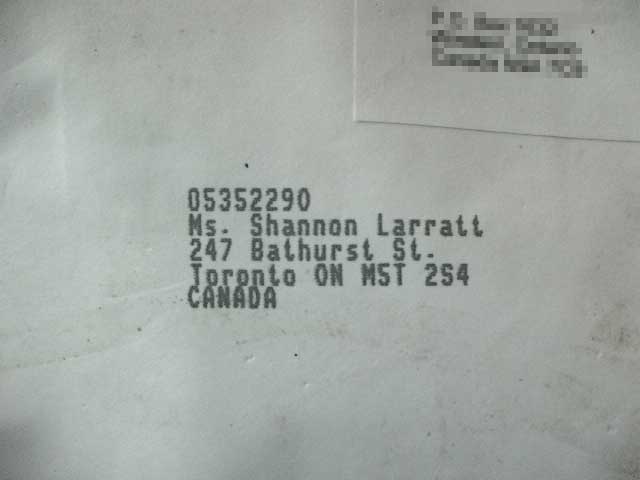 05352290
Ms. Shannon Larratt
247 Bathurst St.
Toronto ON M5T 2S4
CANADA